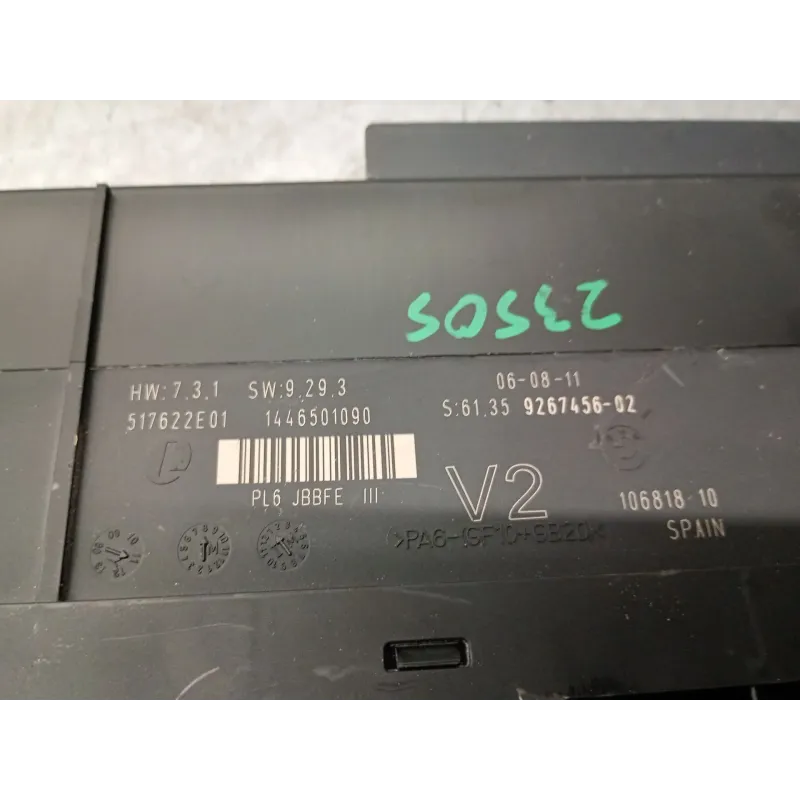 23505
HW:7.3.1 SW:9.29.3 06-08-11
517622E01 1446501090 S:61.35 9267456-02
PL6 JBBFE III
V2
106818-10
SPAIN
>PA6-(GF10+GB20)<